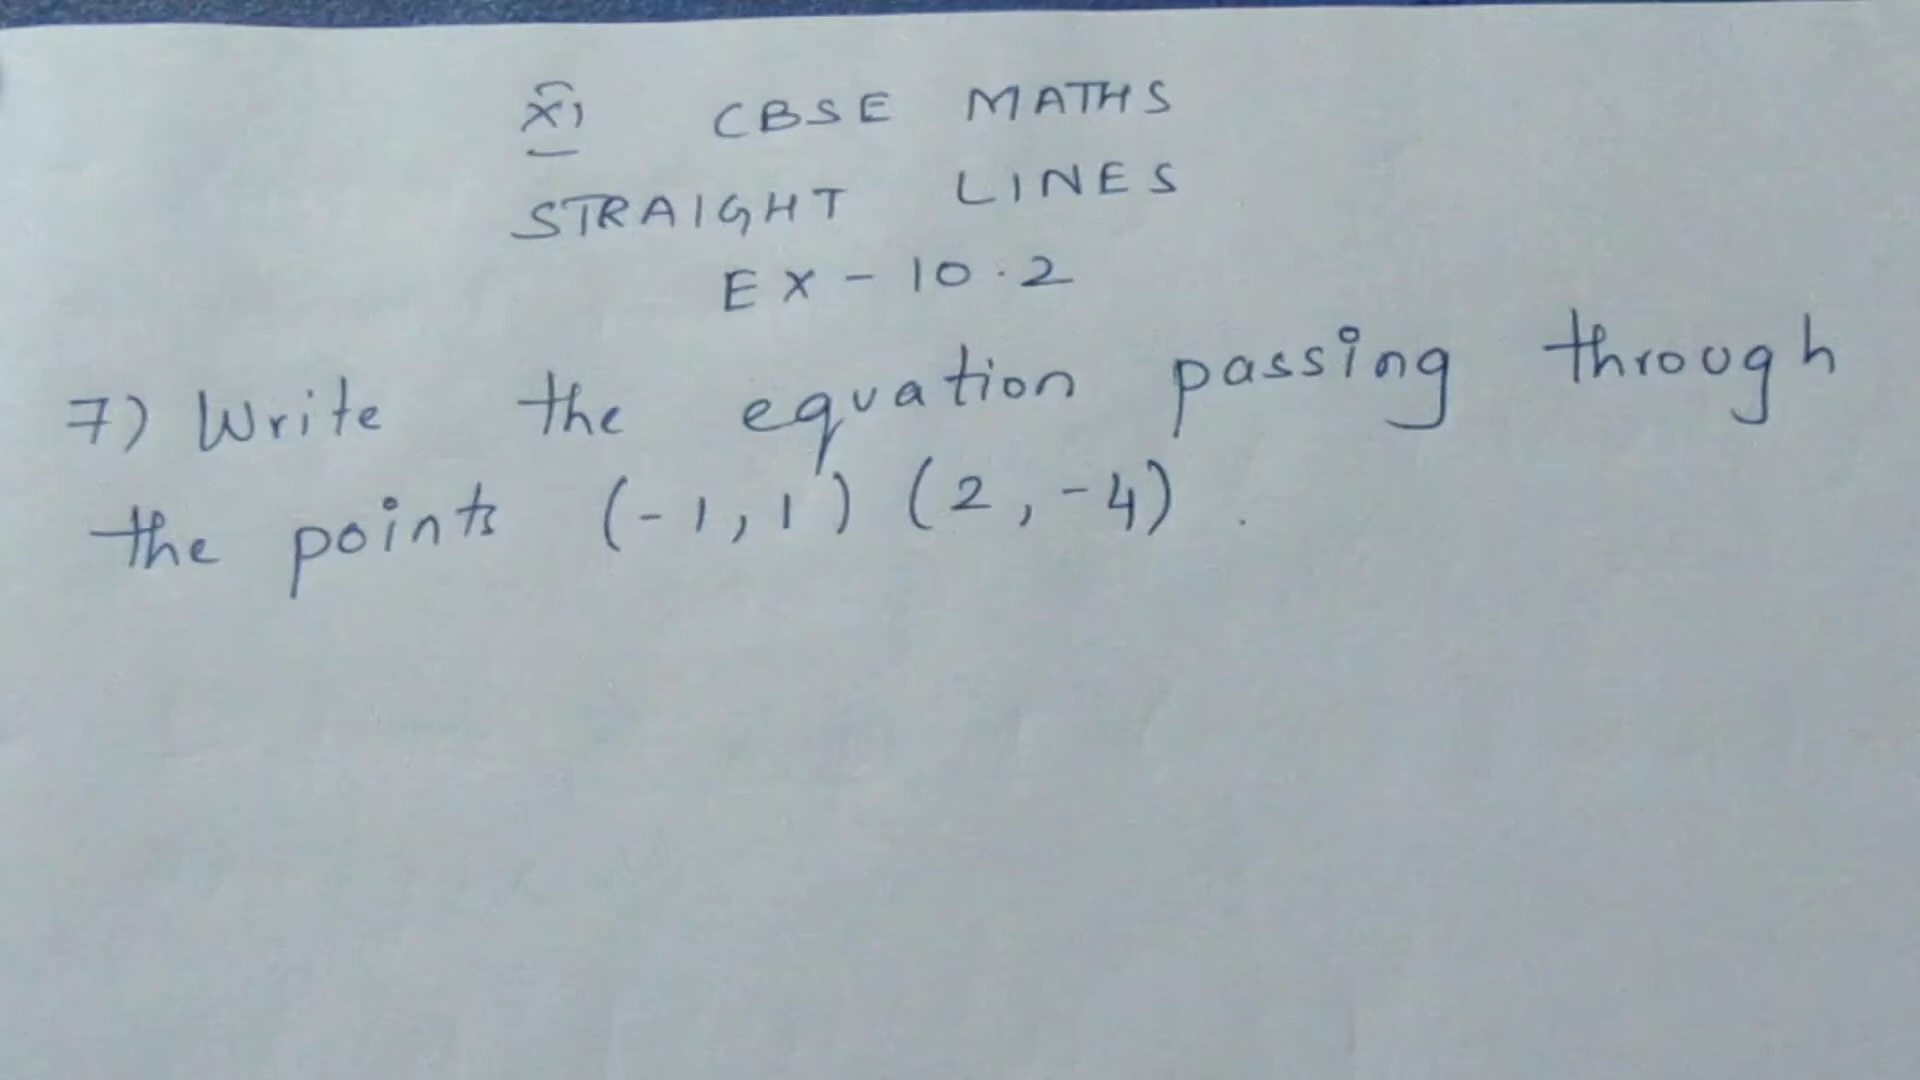 XI CBSE MATHS
STRAIGHT LINES
EX - 10.2
7) Write the equation passing through
the points (-1, 1) (2, -4).